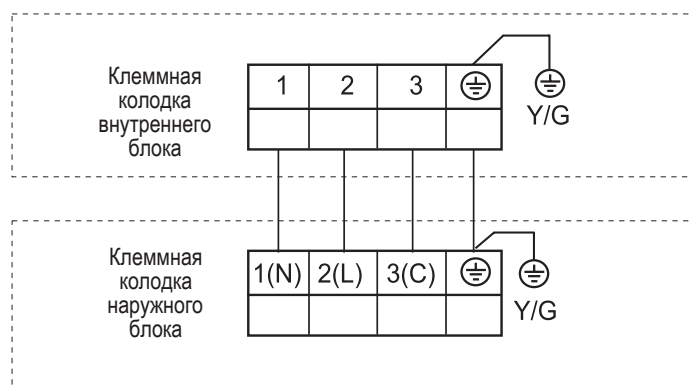 Клеммная
колодка
внутреннего
блока
1 2 3
Y/G
Клеммная
колодка
наружного
блока
1(N) 2(L) 3(C)
Y/G